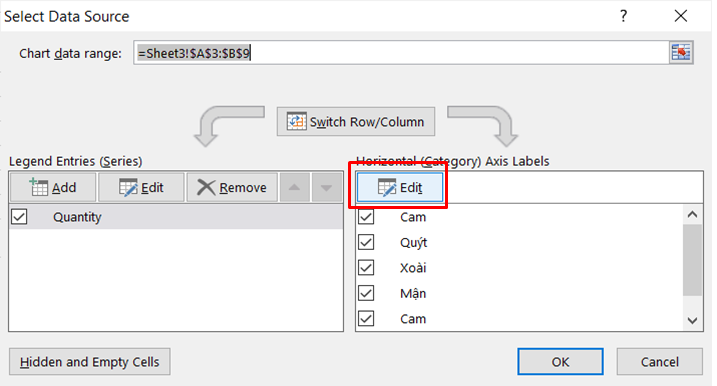 Select Data Source
?
Chart data range: =Sheet3!$A$3:$B$9
Switch Row/Column
Legend Entries (Series)
Add Edit Remove
Quantity
Horizontal (Category) Axis Labels
Edit
Cam
Quýt
Xoài
Mận
Cam
Hidden and Empty Cells
OK Cancel